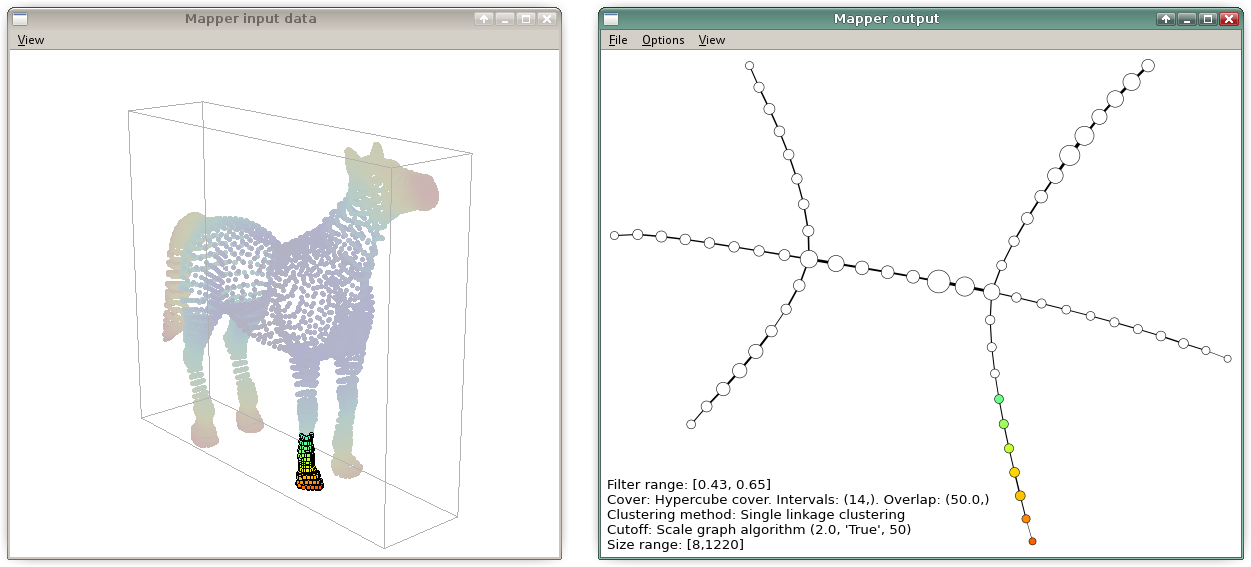 Mapper input data
View
Mapper output
File Options View
Filter range: [0.43, 0.65]
Cover: Hypercube cover. Intervals: (14,). Overlap: (50.0,)
Clustering method: Single linkage clustering
Cutoff: Scale graph algorithm (2.0, 'True', 50)
Size range: [8,1220]